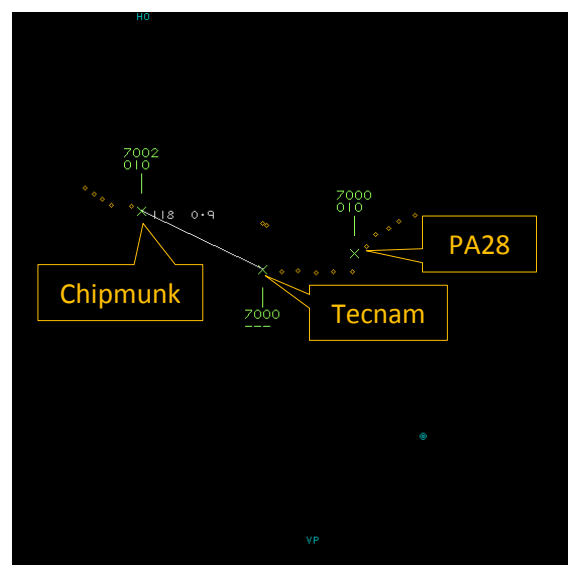 HO
7002
010
118 0.9
7000
010
PA28
Chipmunk
Tecnam
7000
---
VP